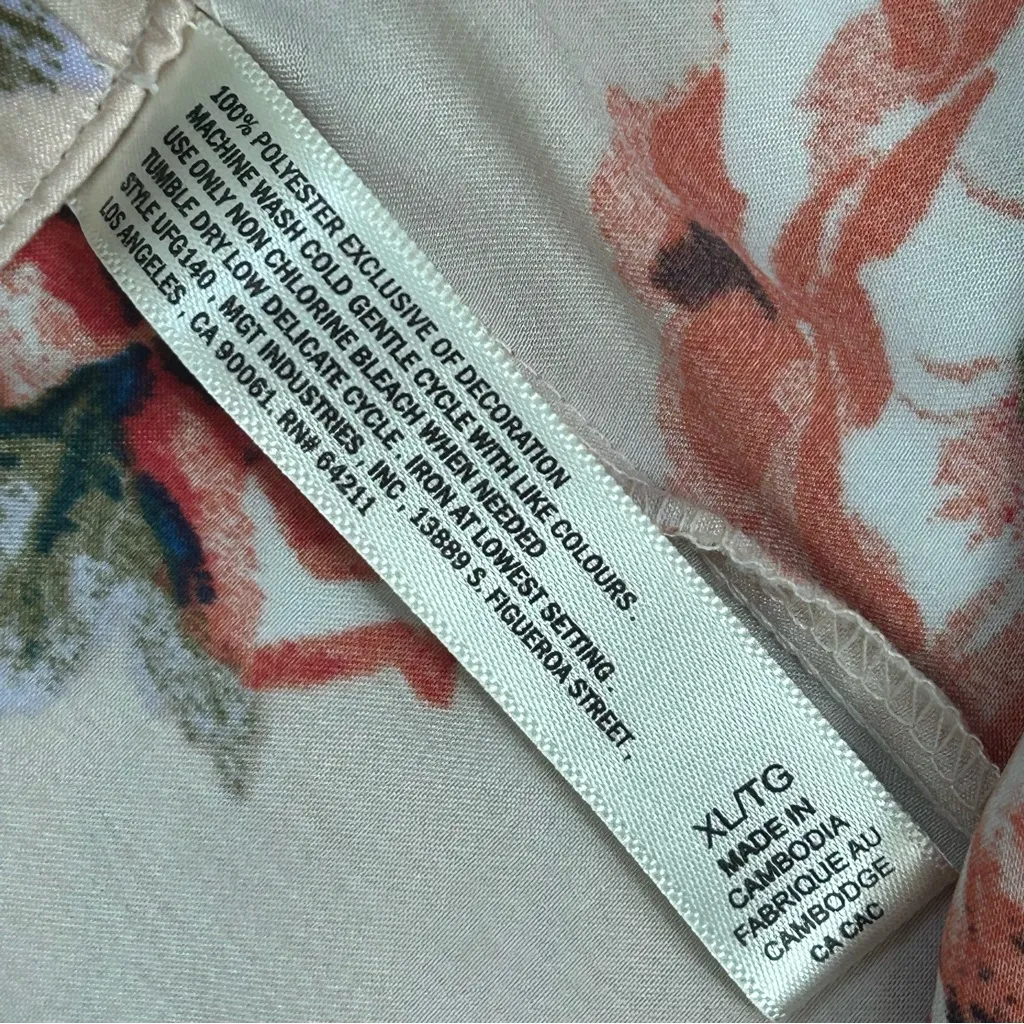 100% POLYESTER EXCLUSIVE OF DECORATION
MACHINE WASH COLD GENTLE CYCLE WITH LIKE COLOURS.
USE ONLY NON CHLORINE BLEACH WHEN NEEDED
TUMBLE DRY LOW DELICATE CYCLE. IRON AT LOWEST SETTING.
STYLE UFG140, MGT INDUSTRIES, INC, 13889 S. FIGUEROA STREET,
LOS ANGELES, CA 90061. RN# 64211
XL/TG
MADE IN
CAMBODIA
FABRIQUE AU
CAMBODGE
CA CAC